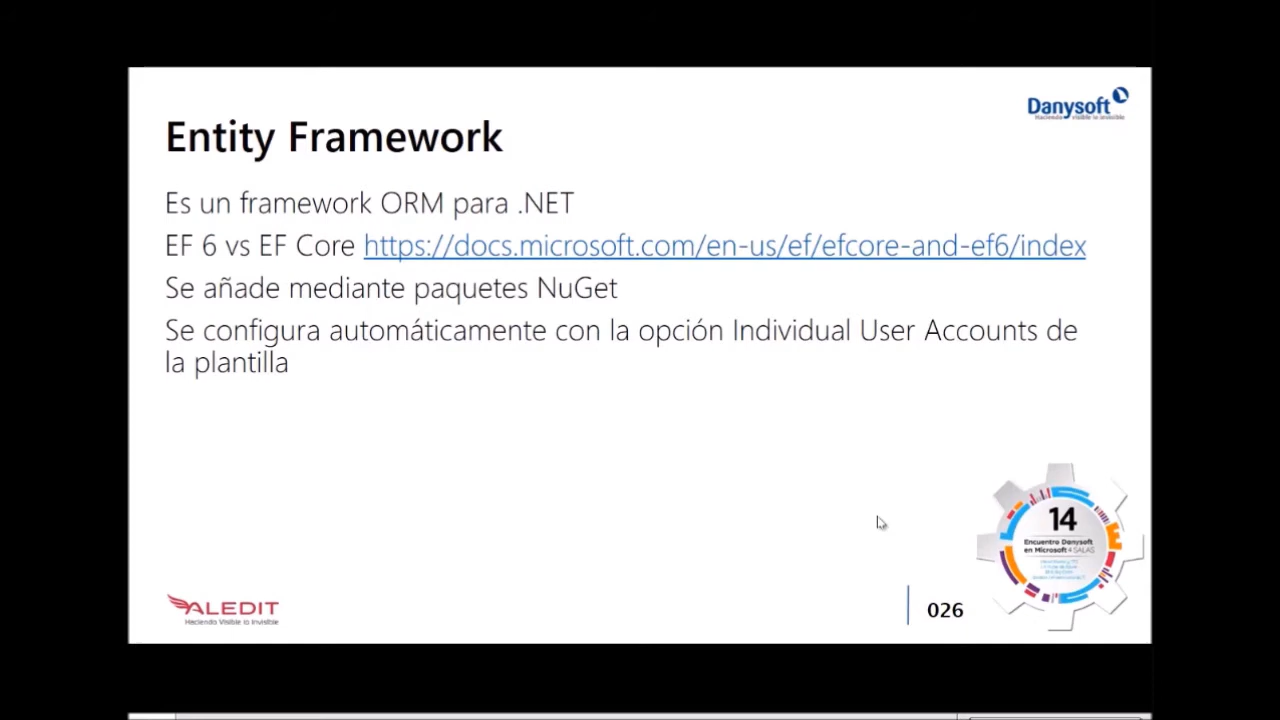 Danysoft
Haciendo visible lo invisible
Entity Framework
Es un framework ORM para .NET
EF 6 vs EF Core https://docs.microsoft.com/en-us/ef/efcore-and-ef6/index
Se añade mediante paquetes NuGet
Se configura automáticamente con la opción Individual User Accounts de
la plantilla
14
Encuentro Danysoft
en Microsoft 4 SALAS
ALEDIT
Haciendo Visible lo Invisible
026